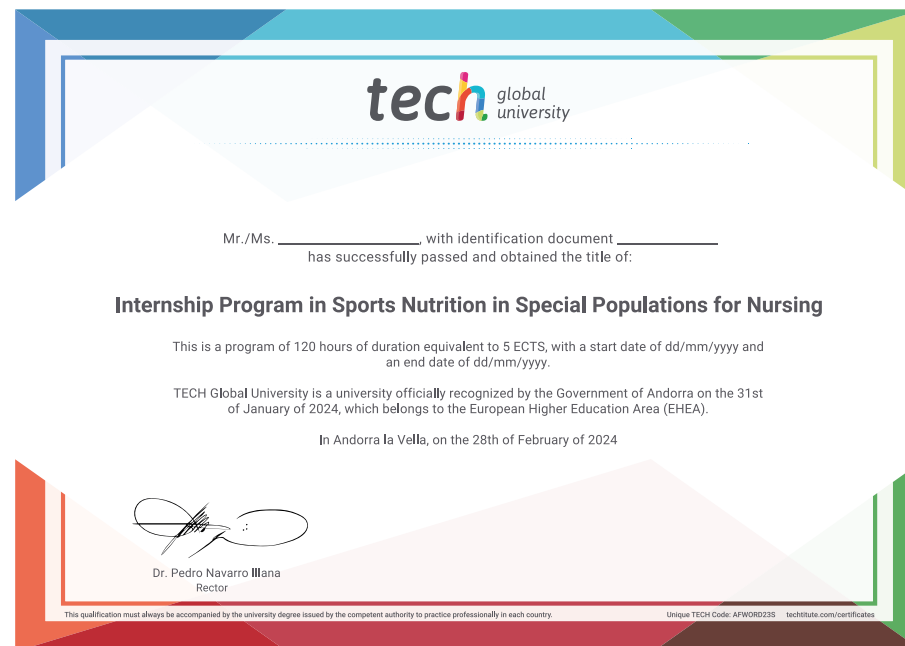 tech global university
Mr./Ms. ____________, with identification document ____________
has successfully passed and obtained the title of:
Internship Program in Sports Nutrition in Special Populations for Nursing
This is a program of 120 hours of duration equivalent to 5 ECTS, with a start date of dd/mm/yyyy and
an end date of dd/mm/yyyy.
TECH Global University is a university officially recognized by the Government of Andorra on the 31st
of January of 2024, which belongs to the European Higher Education Area (EHEA).
In Andorra la Vella, on the 28th of February of 2024
Dr. Pedro Navarro Illana
Rector
This qualification must always be accompanied by the university degree issued by the competent authority to practice professionally in each country.
Unique TECH Code: AFWORD23S techtitute.com/certificates